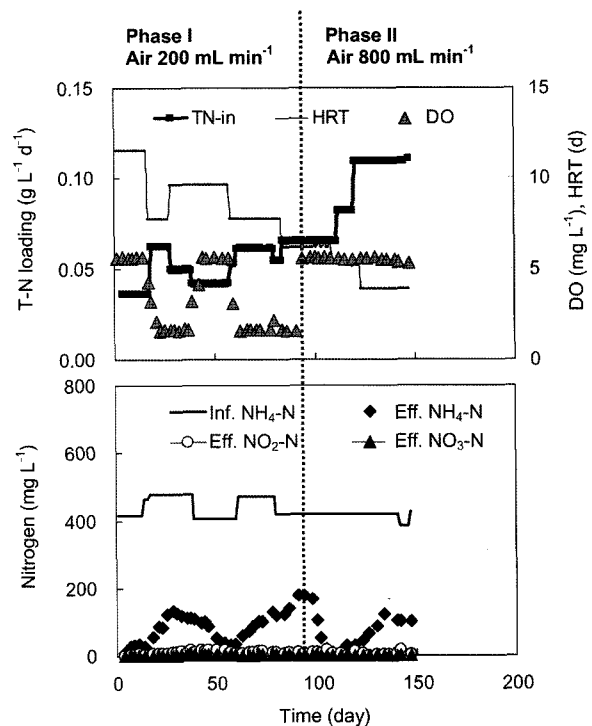 Phase I
Air 200 mL min⁻¹
Phase II
Air 800 mL min⁻¹
0.15
0.10
0.05
0.00
T-N loading (g L⁻¹ d⁻¹)
TN-in
HRT
DO
15
10
5
0
DO (mg L⁻¹), HRT (d)
800
600
400
200
0
Nitrogen (mg L⁻¹)
Inf. NH₄-N
Eff. NH₄-N
Eff. NO₂-N
Eff. NO₃-N
0
50
100
150
200
Time (day)